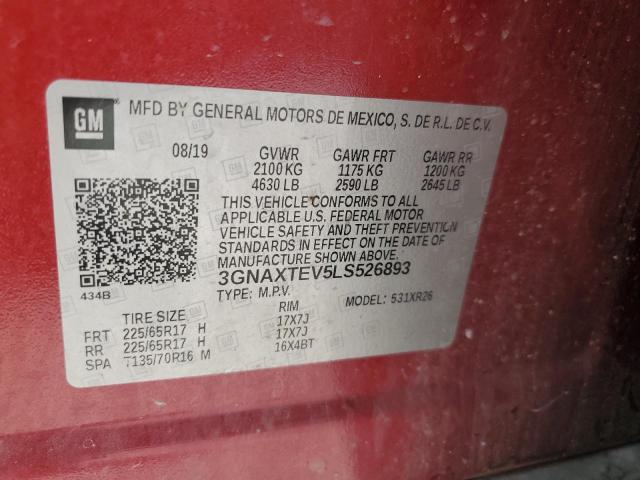 GM
MFD BY GENERAL MOTORS DE MEXICO, S. DE R.L. DE C.V.
08/19 GVWR GAWR FRT GAWR RR
2100 KG 1175 KG 1200 KG
4630 LB 2590 LB 2645 LB
THIS VEHICLE CONFORMS TO ALL
APPLICABLE U.S. FEDERAL MOTOR
VEHICLE SAFETY AND THEFT PREVENTION
STANDARDS IN EFFECT ON THE DATE OF
MANUFACTURE SHOWN ABOVE.
3GNAXTEV5LS526893
434B TYPE: M.P.V. MODEL: 531XR26
TIRE SIZE RIM
FRT 225/65R17 H 17X7J
RR 225/65R17 H 17X7J
SPA T135/70R16 M 16X4BT